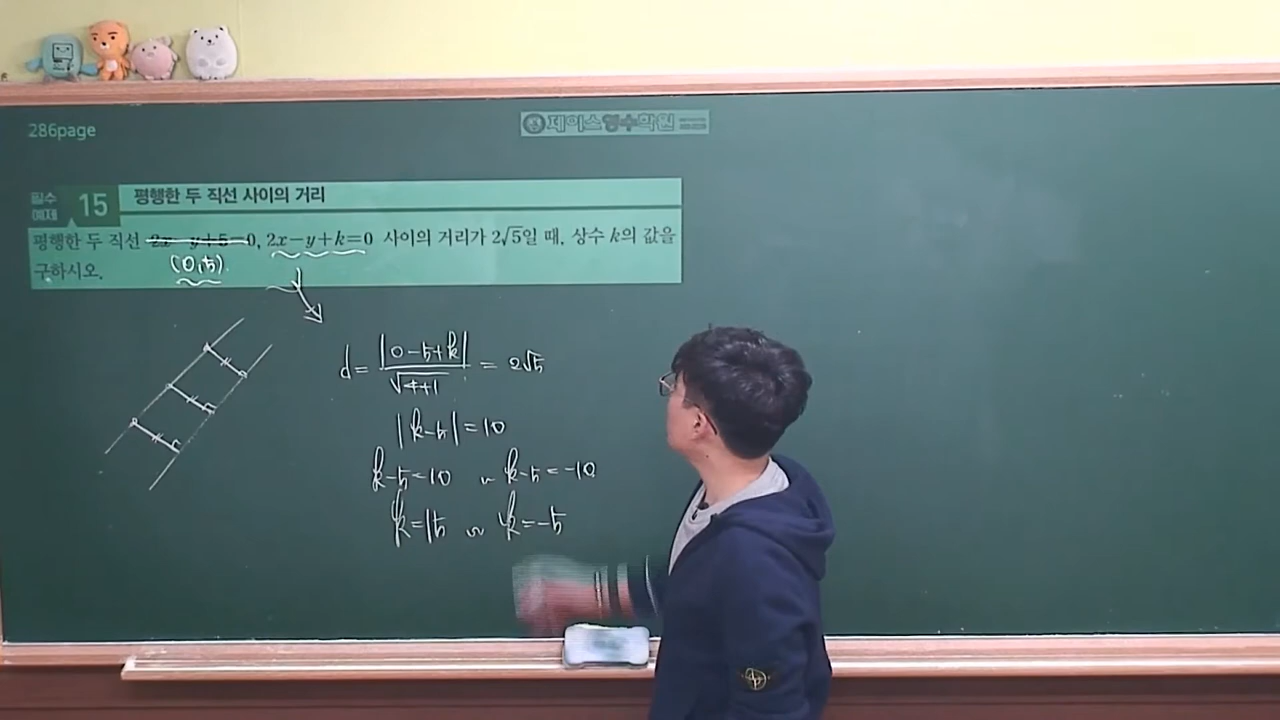 286page
제이스영수학원
필수
예제 15 평행한 두 직선 사이의 거리
평행한 두 직선 2x-y+5=0, 2x-y+k=0 사이의 거리가 2√5일 때, 상수 k의 값을
구하시오.
(0,5)
d = |0-5+k| / √4+1 = 2√5
|k-5|=10
k-5=10 or k-5=-10
k=15 or k=-5